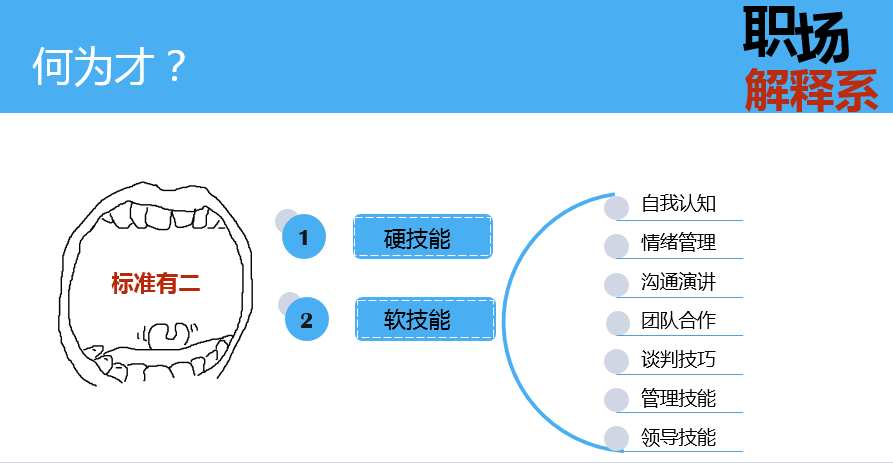 何为才？
职场
解释系
标准有二
1
硬技能
2
软技能
自我认知
情绪管理
沟通演讲
团队合作
谈判技巧
管理技能
领导技能